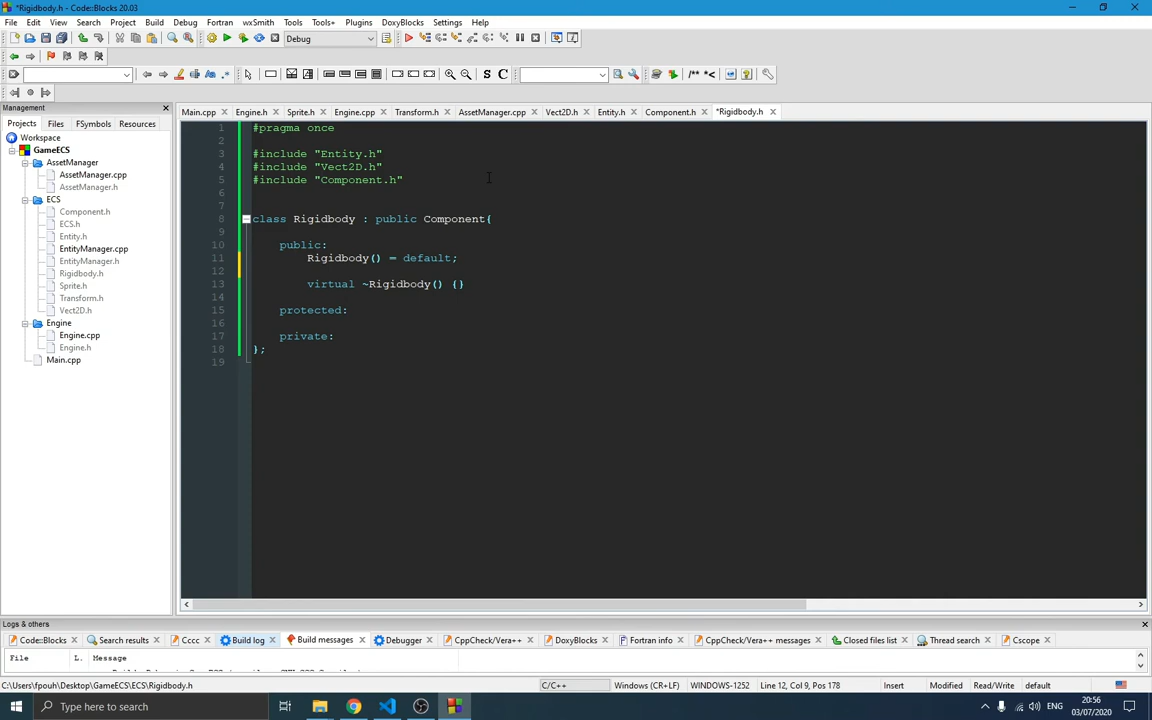 *Rigidbody.h - Code::Blocks 20.03
File Edit View Search Project Build Debug Fortran wxSmith Tools Tools+ Plugins DoxyBlocks Settings Help
Debug
S C
/** *<
Management
Projects Files FSymbols Resources
Main.cpp Engine.h Sprite.h Engine.cpp Transform.h AssetManager.cpp Vect2D.h Entity.h Component.h *Rigidbody.h
Workspace
GameECS
AssetManager
AssetManager.cpp
AssetManager.h
ECS
Component.h
ECS.h
Entity.h
EntityManager.cpp
EntityManager.h
Rigidbody.h
Sprite.h
Transform.h
Vect2D.h
Engine
Engine.cpp
Engine.h
Main.cpp
1 #pragma once
2
3 #include "Entity.h"
4 #include "Vect2D.h"
5 #include "Component.h"
6
7
8 class Rigidbody : public Component{
9
10 public:
11 Rigidbody() = default;
12
13 virtual ~Rigidbody() {}
14
15 protected:
16
17 private:
18 };
19
Logs & others
Code::Blocks Search results Cccc Build log Build messages Debugger CppCheck/Vera++ DoxyBlocks Fortran info CppCheck/Vera++ messages Closed files list Thread search Cscope
File L. Message
C:\Users\fpouh\Desktop\GameECS\ECS\Rigidbody.h C/C++ Windows (CR+LF) WINDOWS-1252 Line 12, Col 9, Pos 178 Insert Modified Read/Write default
Type here to search
ENG
20:56
03/07/2020